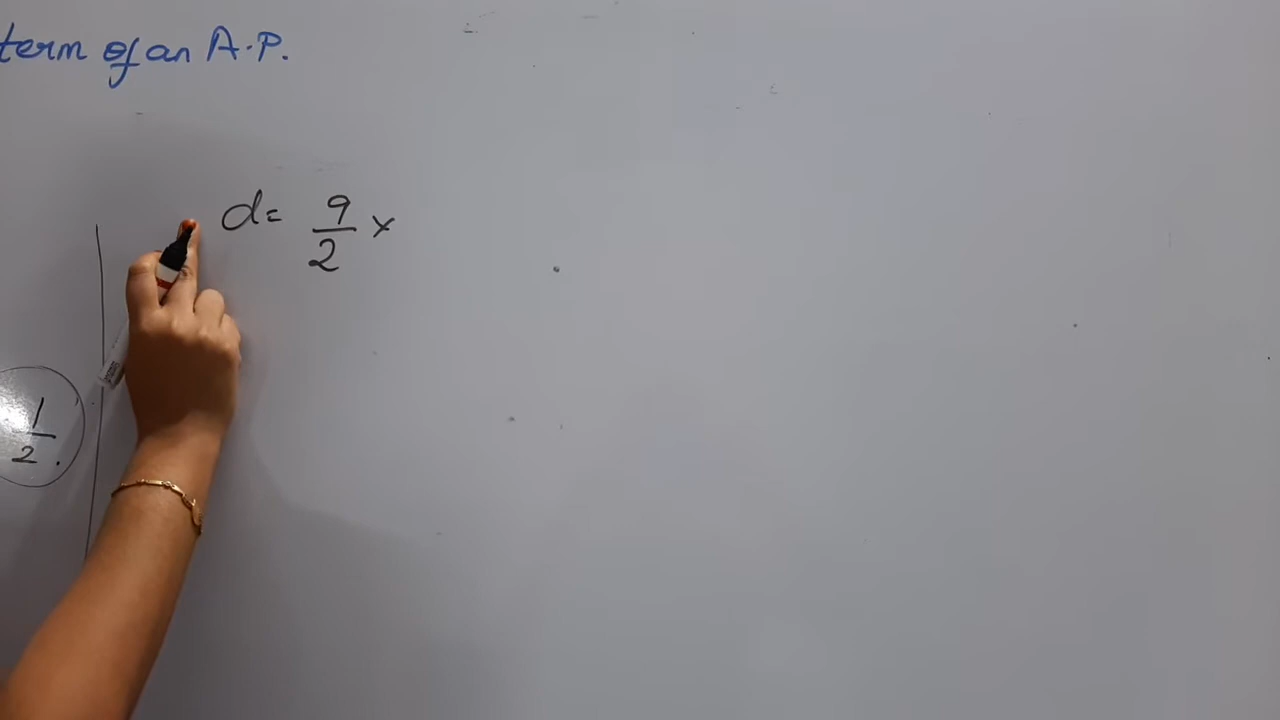 term of an A.P.
d = 9/2 x
1/2.